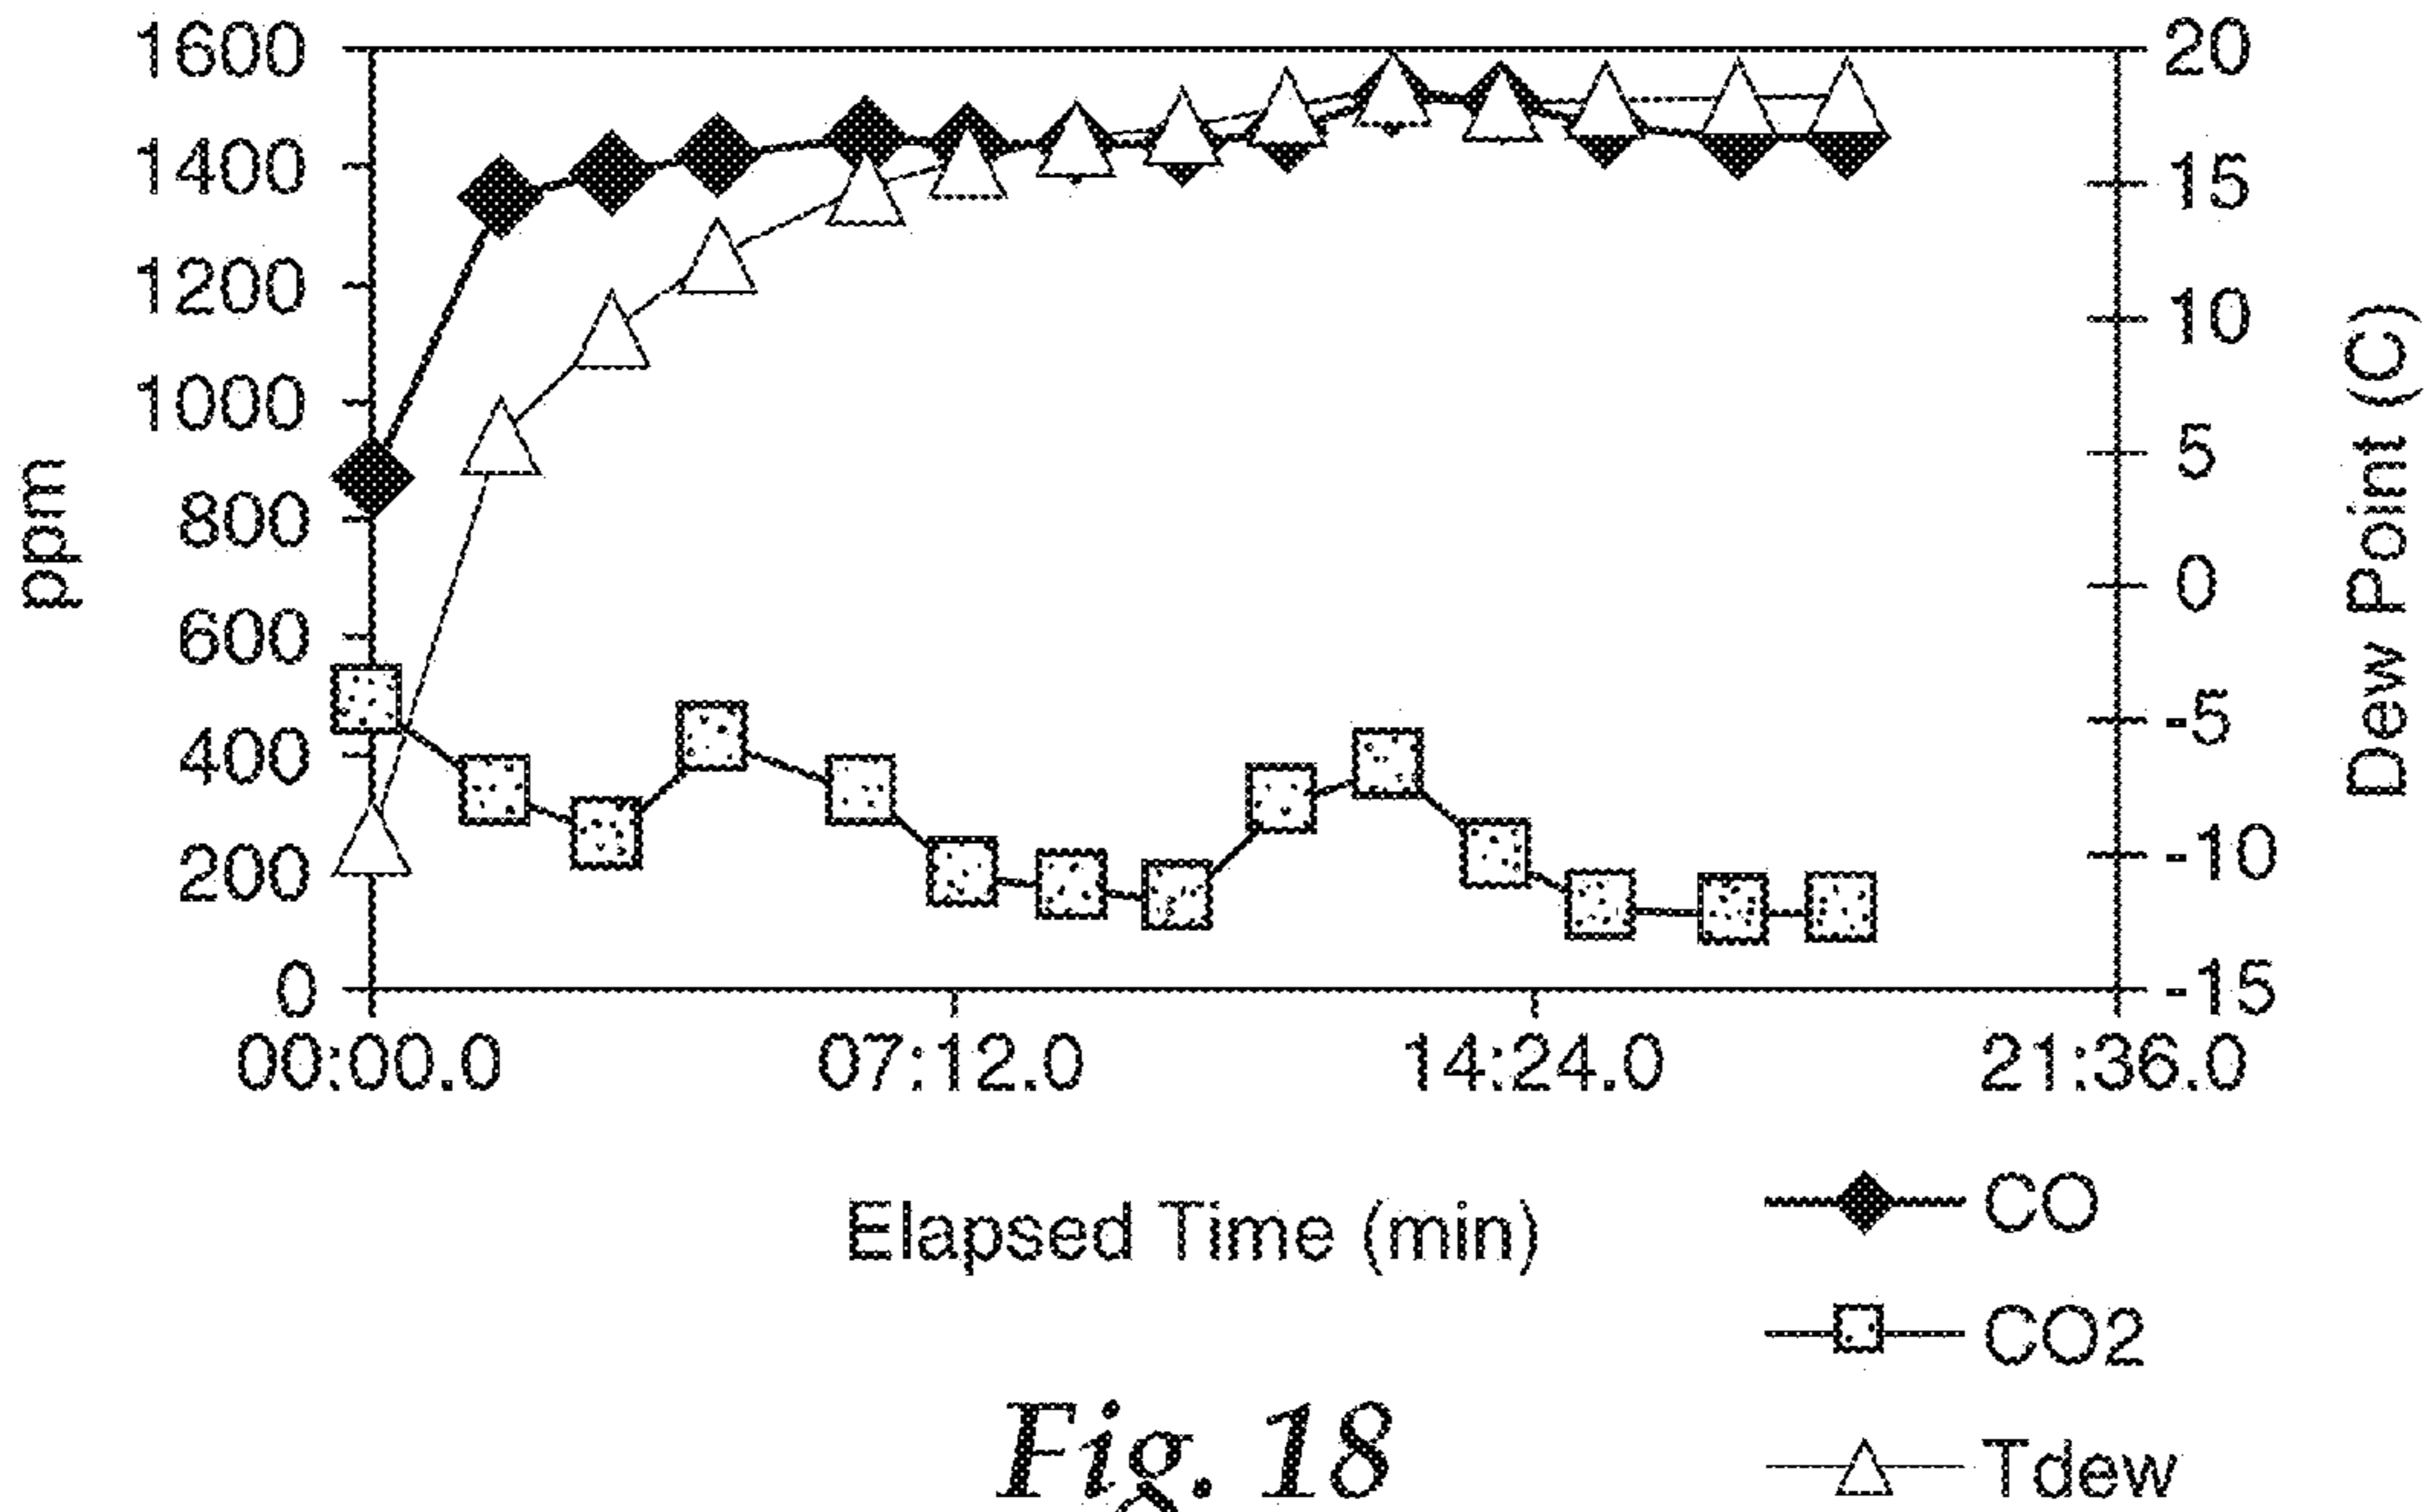 1600
1400
1200
1000
800
600
400
200
0
ppm
20
15
10
5
0
-5
-10
-15
Dew Point (C)
00:00.0 07:12.0 14:24.0 21:36.0
Elapsed Time (min)
CO
CO2
Tdew
Fig. 18